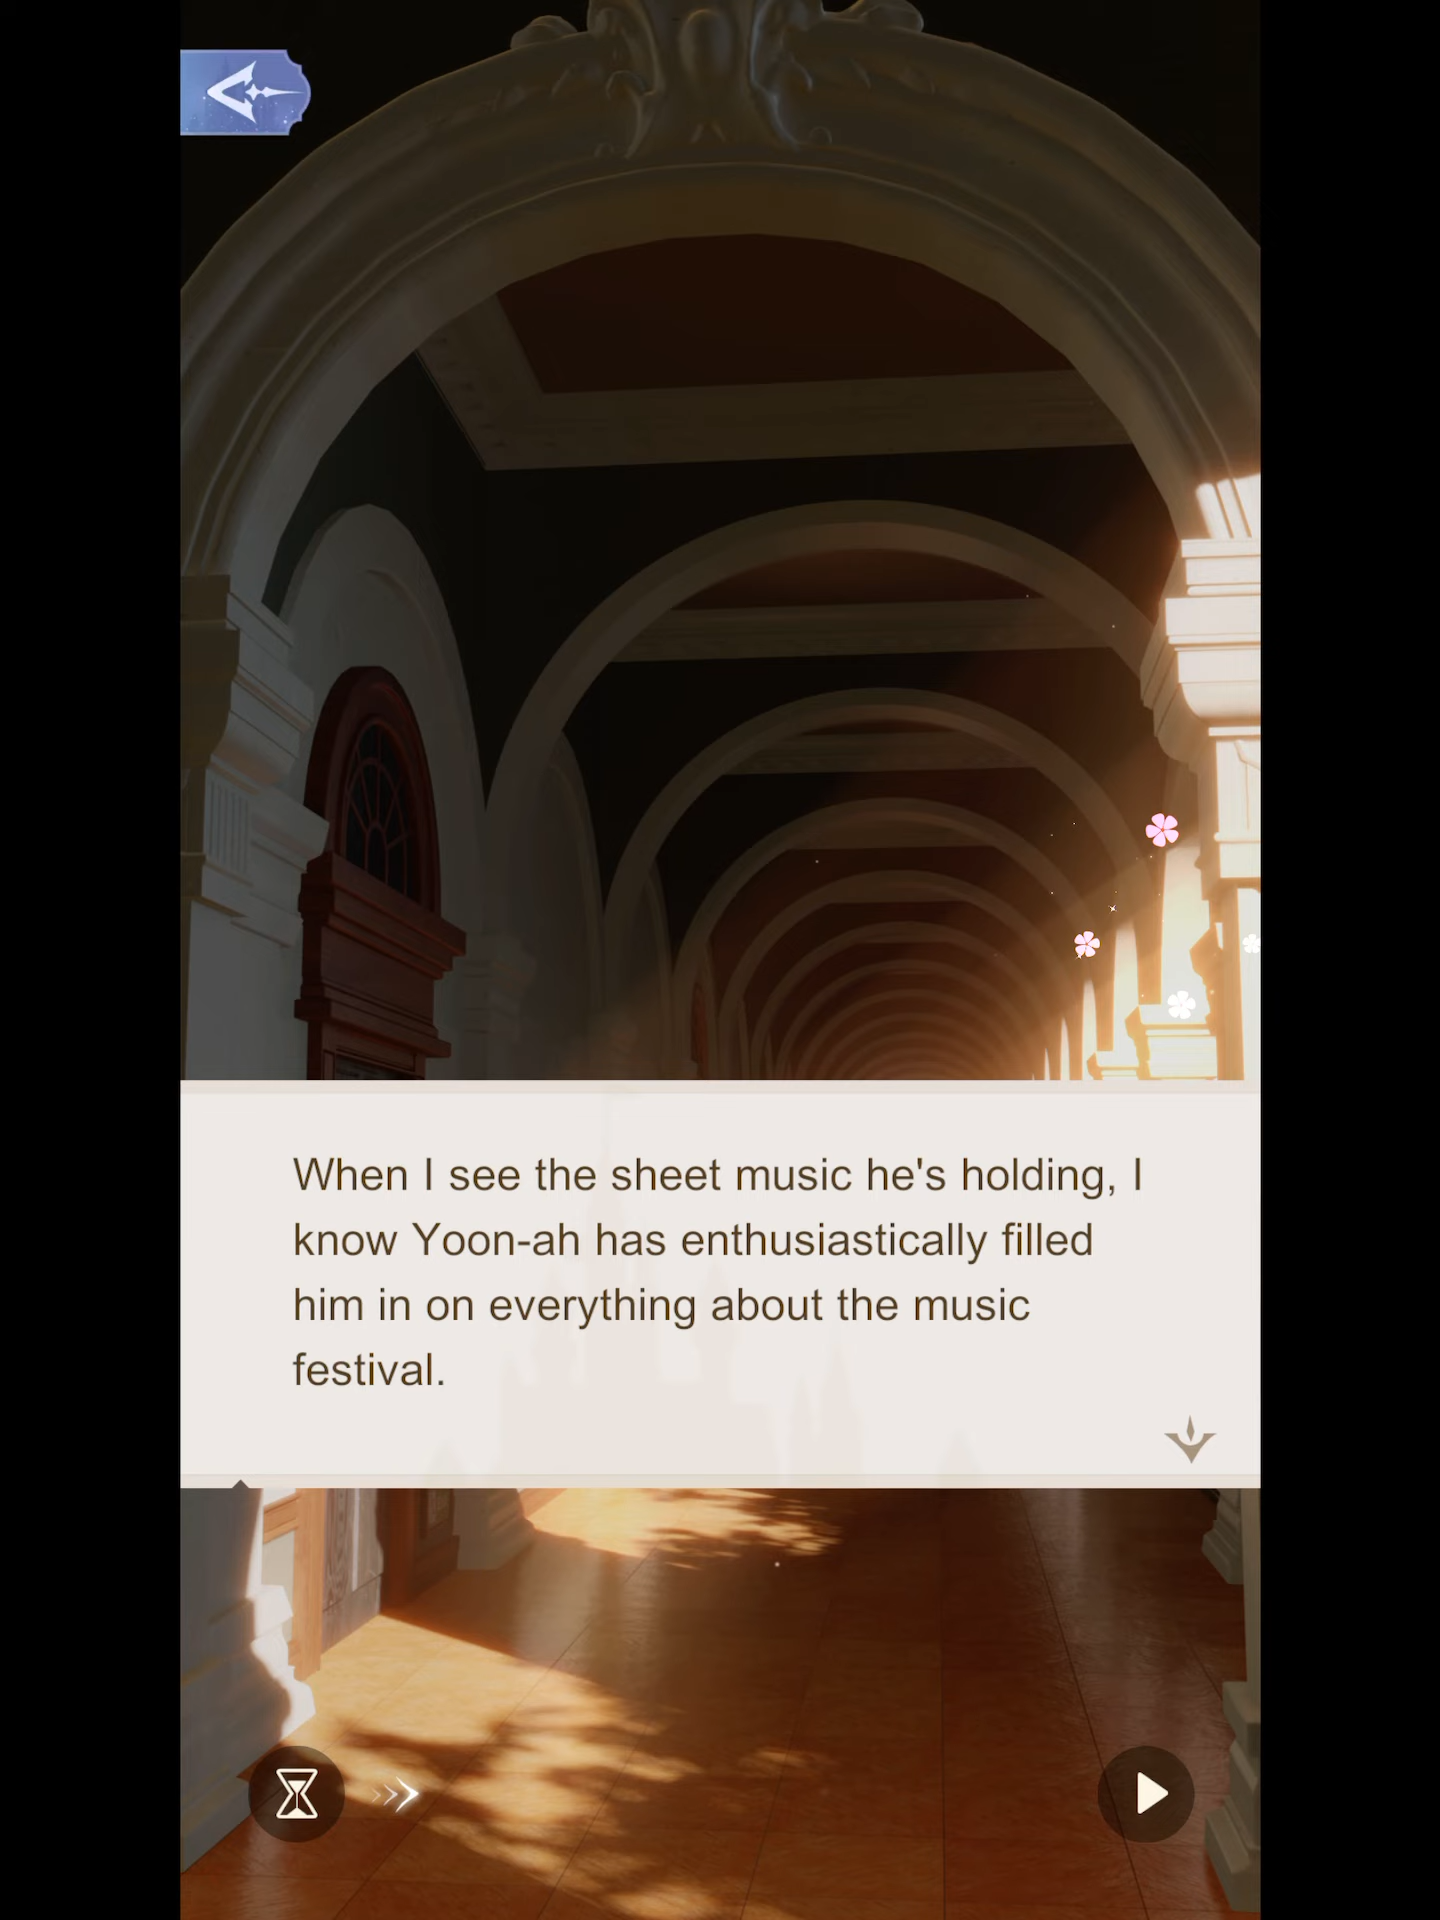 When I see the sheet music he's holding, I
know Yoon-ah has enthusiastically filled
him in on everything about the music
festival.